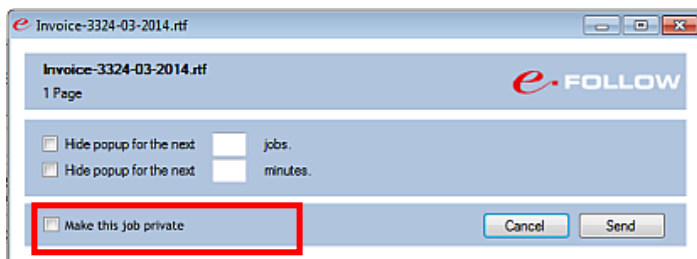 e Invoice-3324-03-2014.rtf
Invoice-3324-03-2014.rtf
1 Page
e-FOLLOW
Hide popup for the next jobs.
Hide popup for the next minutes.
Make this job private
Cancel Send